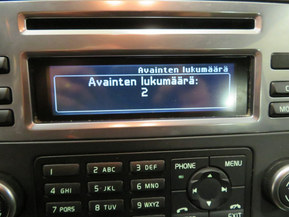 Avainten lukumäärä
Avainten lukumäärä:
2
1
2 ABC
3 DEF
PHONE
MENU
4 GHI
5 JKL
6 MNO
7 PQRS
8 TUV
9 WXYZ
EXIT